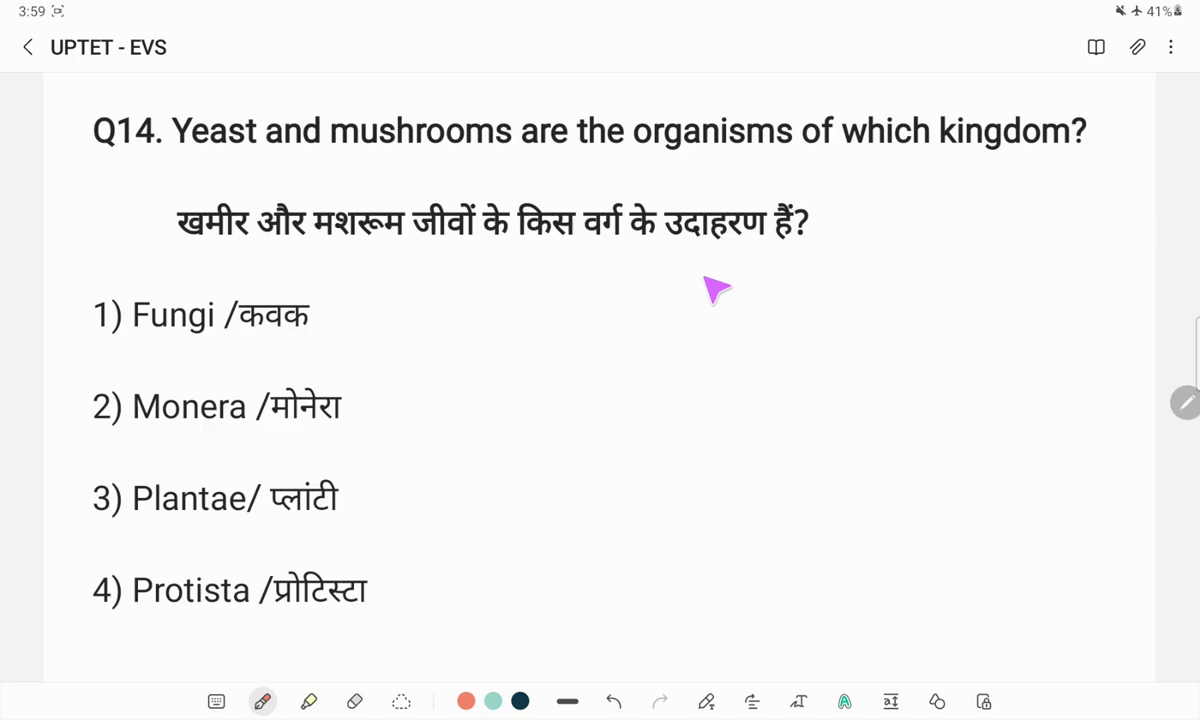 3:59 41%
UPTET - EVS
Q14. Yeast and mushrooms are the organisms of which kingdom?
खमीर और मशरूम जीवों के किस वर्ग के उदाहरण हैं?
1) Fungi /कवक
2) Monera /मोनेरा
3) Plantae/ प्लांटी
4) Protista /प्रोटिस्टा